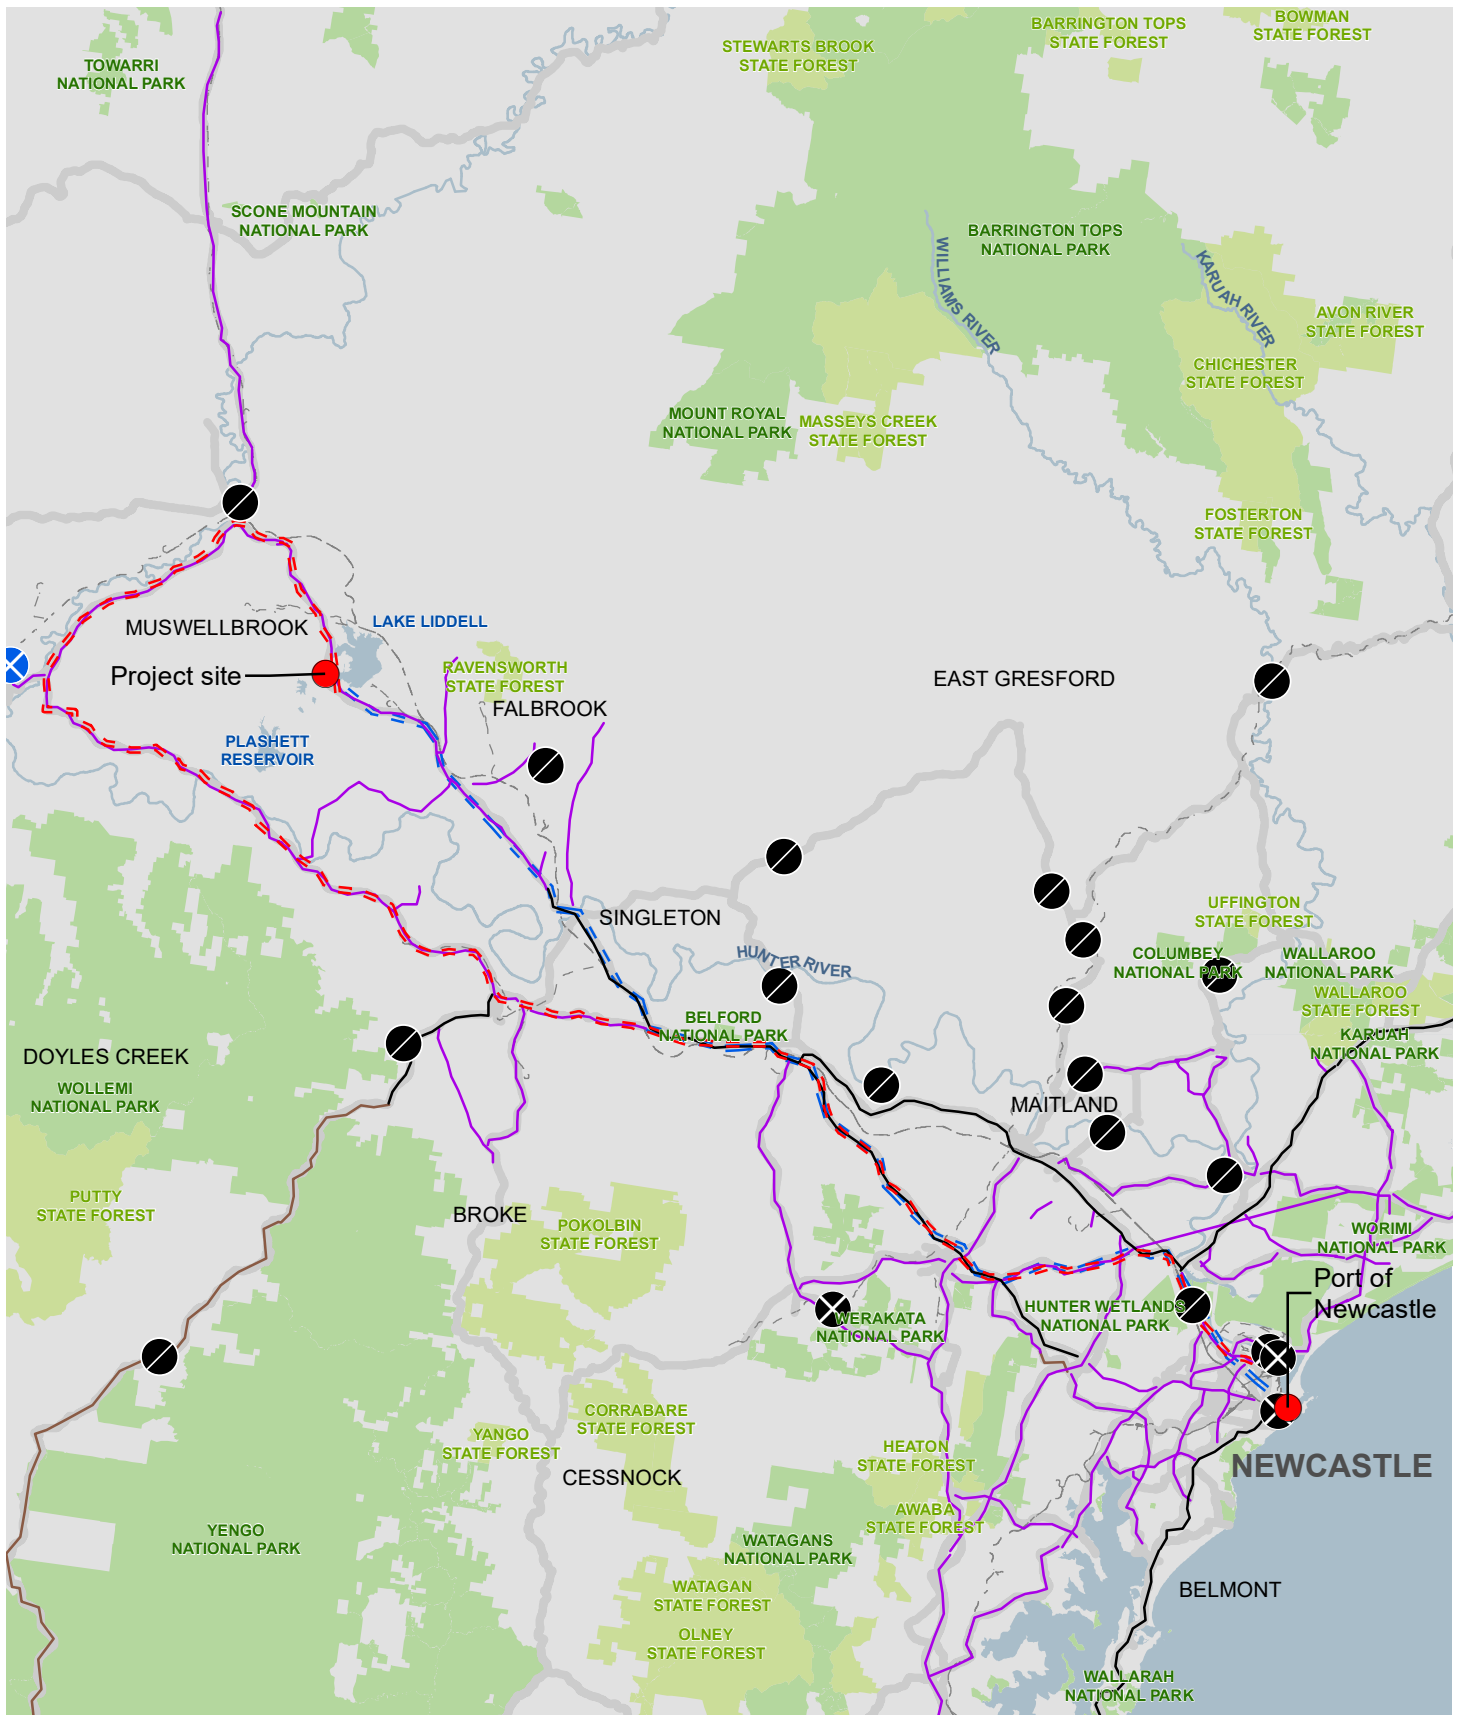 BOWMAN
STATE FOREST
BARRINGTON TOPS
STATE FOREST
STEWARTS BROOK
STATE FOREST
TOWARRI
NATIONAL PARK
SCONE MOUNTAIN
NATIONAL PARK
BARRINGTON TOPS
NATIONAL PARK
WILLIAMS RIVER
KARUAH RIVER
AVON RIVER
STATE FOREST
CHICHESTER
STATE FOREST
MOUNT ROYAL
NATIONAL PARK
MASSEYS CREEK
STATE FOREST
FOSTERTON
STATE FOREST
MUSWELLBROOK
LAKE LIDDELL
Project site
RAVENSWORTH
STATE FOREST
EAST GRESFORD
FALBROOK
PLASHETT
RESERVOIR
SINGLETON
UFFINGTON
STATE FOREST
HUNTER RIVER
COLUMBEY
NATIONAL PARK
WALLAROO
NATIONAL PARK
WALLAROO
STATE FOREST
BELFORD
NATIONAL PARK
KARUAH
NATIONAL PARK
DOYLES CREEK
WOLLEMI
NATIONAL PARK
MAITLAND
PUTTY
STATE FOREST
BROKE
POKOLBIN
STATE FOREST
WORIMI
NATIONAL PARK
Port of
Newcastle
HUNTER WETLANDS
NATIONAL PARK
WERAKATA
NATIONAL PARK
CORRABARE
STATE FOREST
YANGO
STATE FOREST
HEATON
STATE FOREST
NEWCASTLE
CESSNOCK
AWABA
STATE FOREST
YENGO
NATIONAL PARK
WATAGANS
NATIONAL PARK
WATAGAN
STATE FOREST
BELMONT
OLNEY
STATE FOREST
WALLARAH
NATIONAL PARK